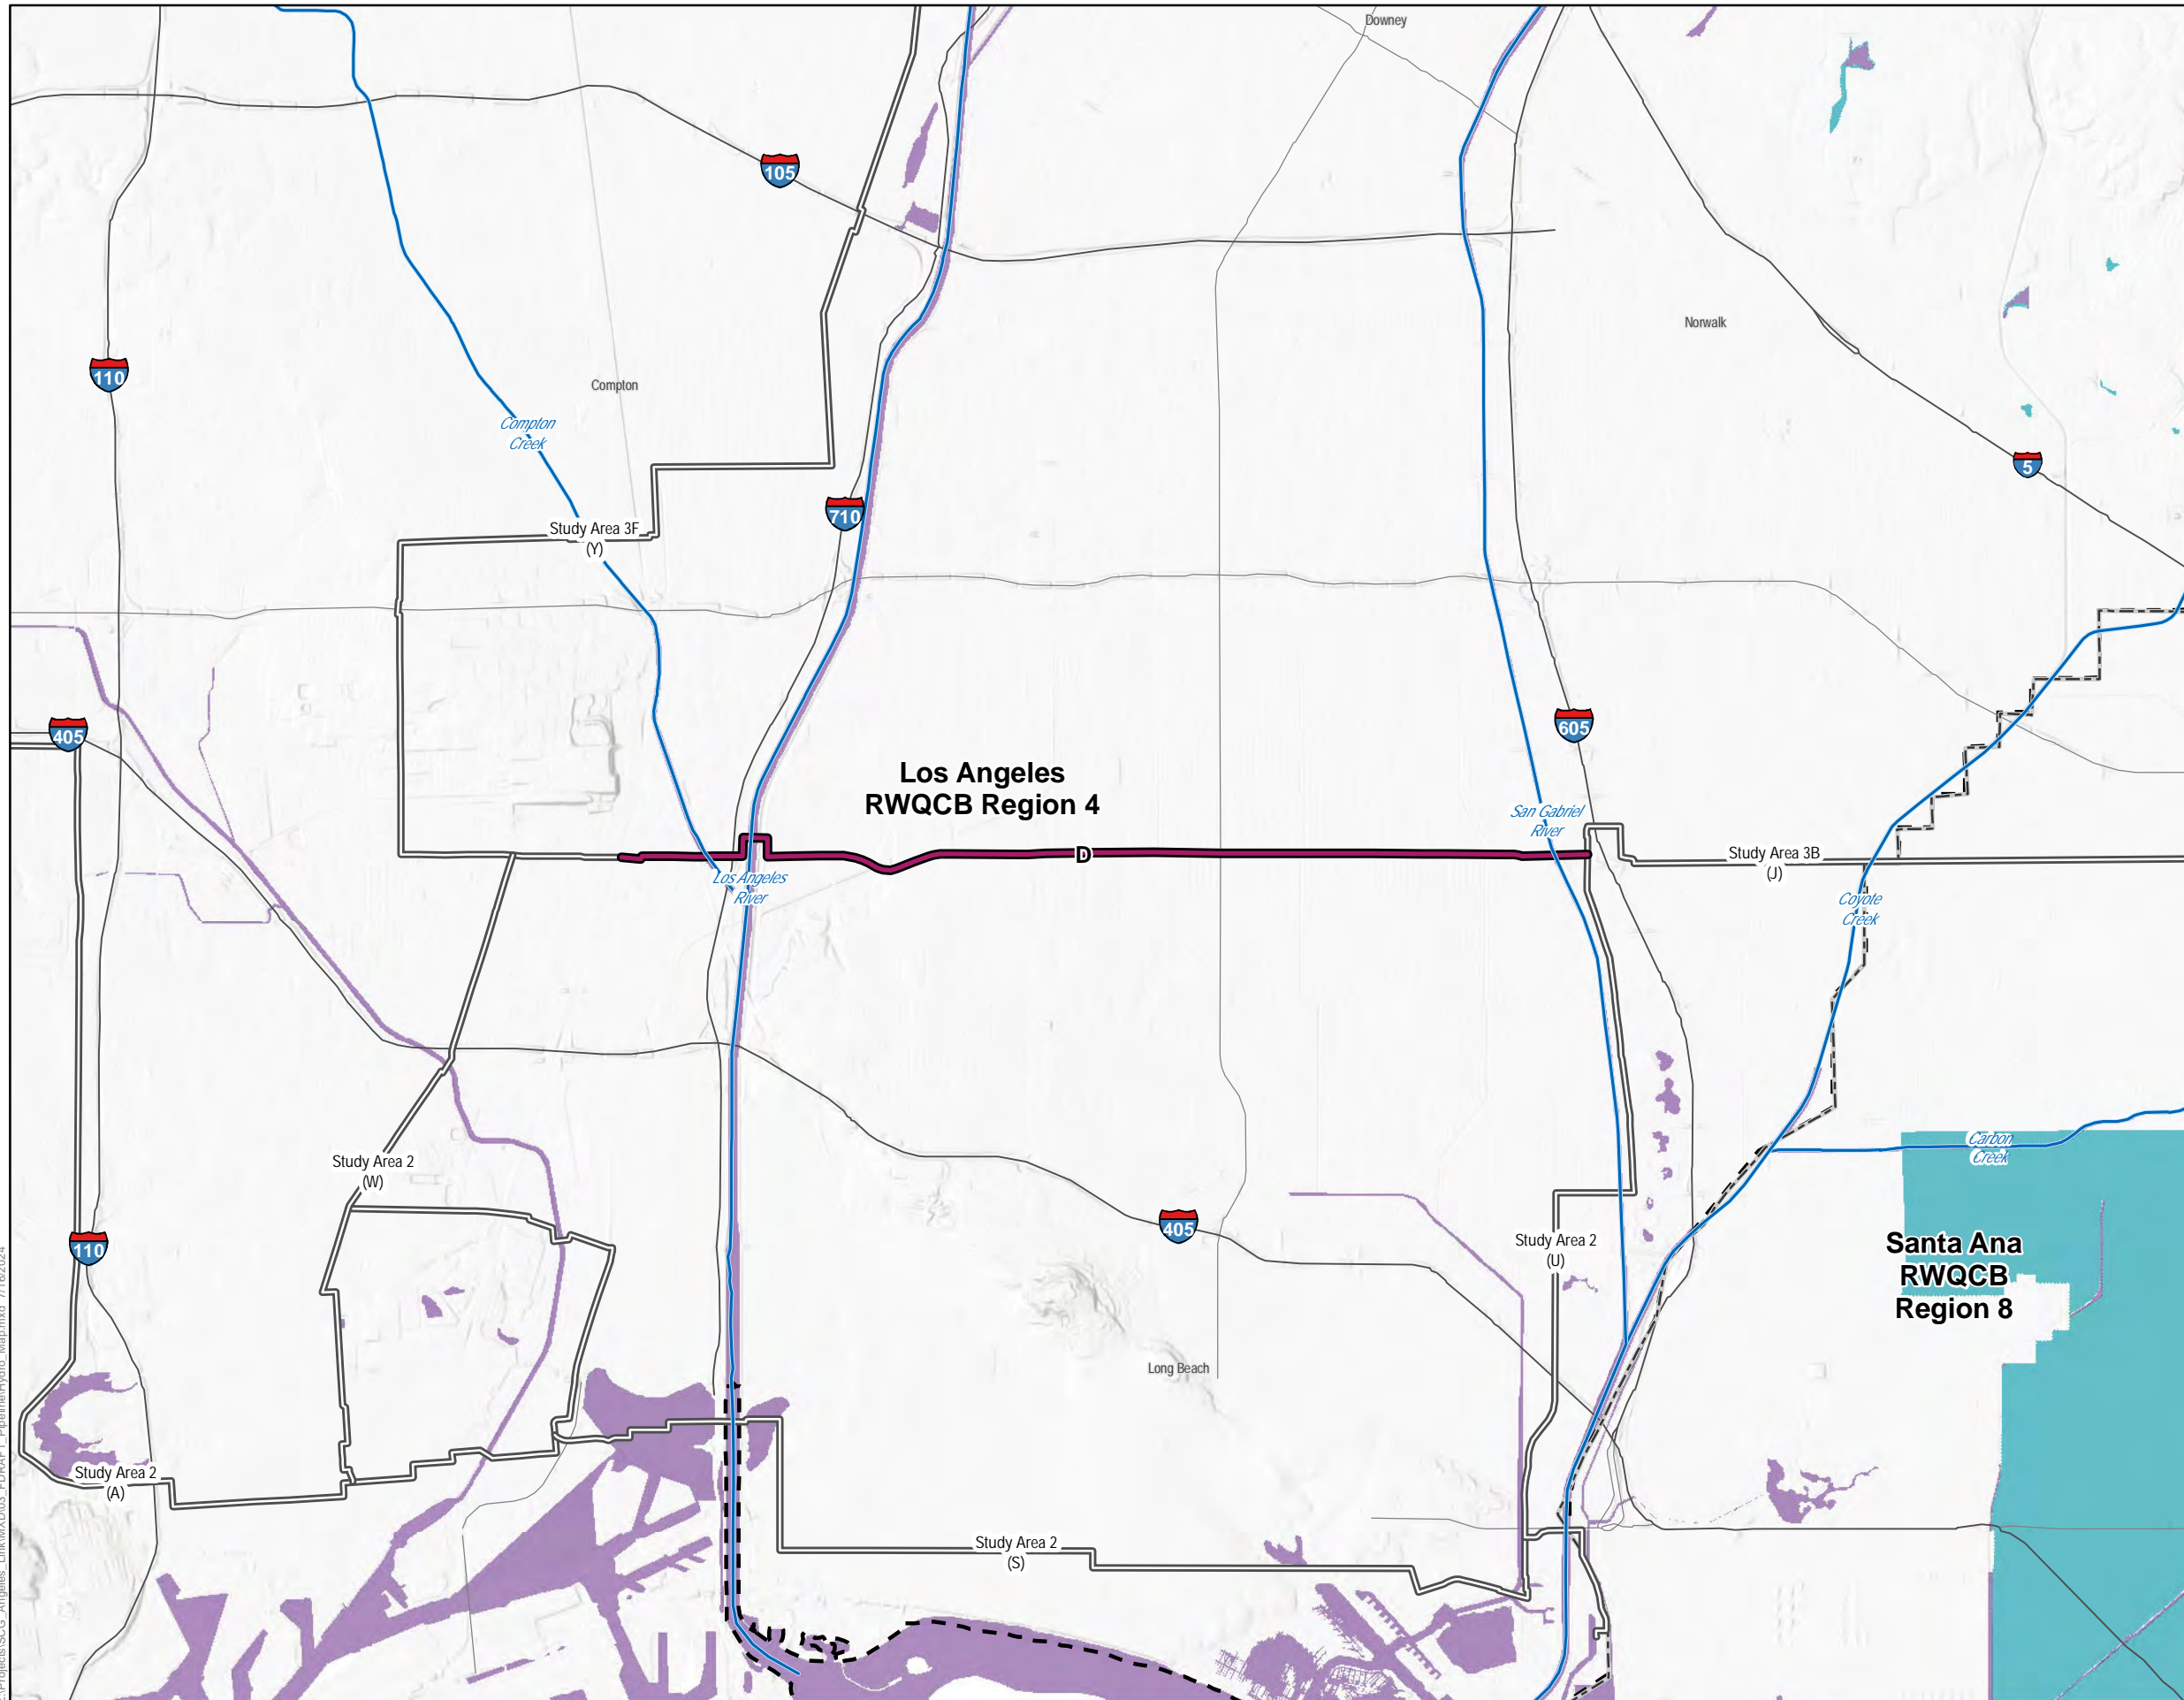 Downey
105
Norwalk
110
Compton
Compton
Creek
5
710
Study Area 3F
(Y)
405
605
Los Angeles
RWQCB Region 4
San Gabriel
River
D
Study Area 3B
(J)
Los Angeles
River
Coyote
Creek
Carbon
Creek
Study Area 2
(W)
405
110
Study Area 2
(U)
Santa Ana
RWQCB
Region 8
Long Beach
Study Area 2
(A)
Study Area 2
(S)